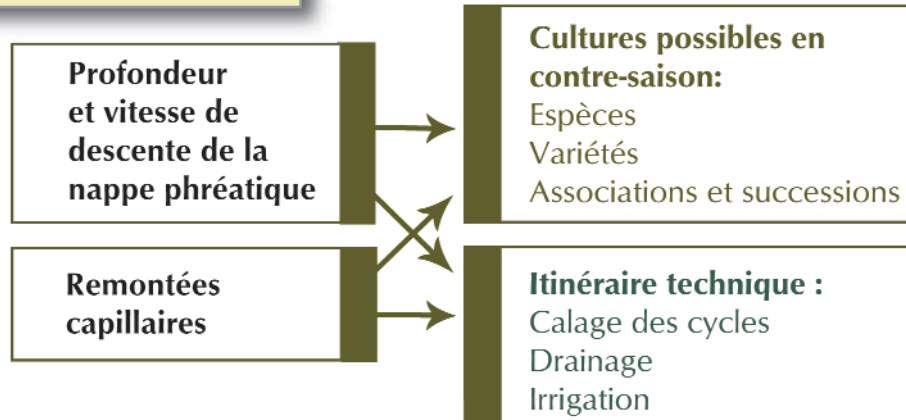 Profondeur
et vitesse de
descente de la
nappe phréatique
Remontées
capillaires
Cultures possibles en
contre-saison:
Espèces
Variétés
Associations et successions
Itinéraire technique :
Calage des cycles
Drainage
Irrigation